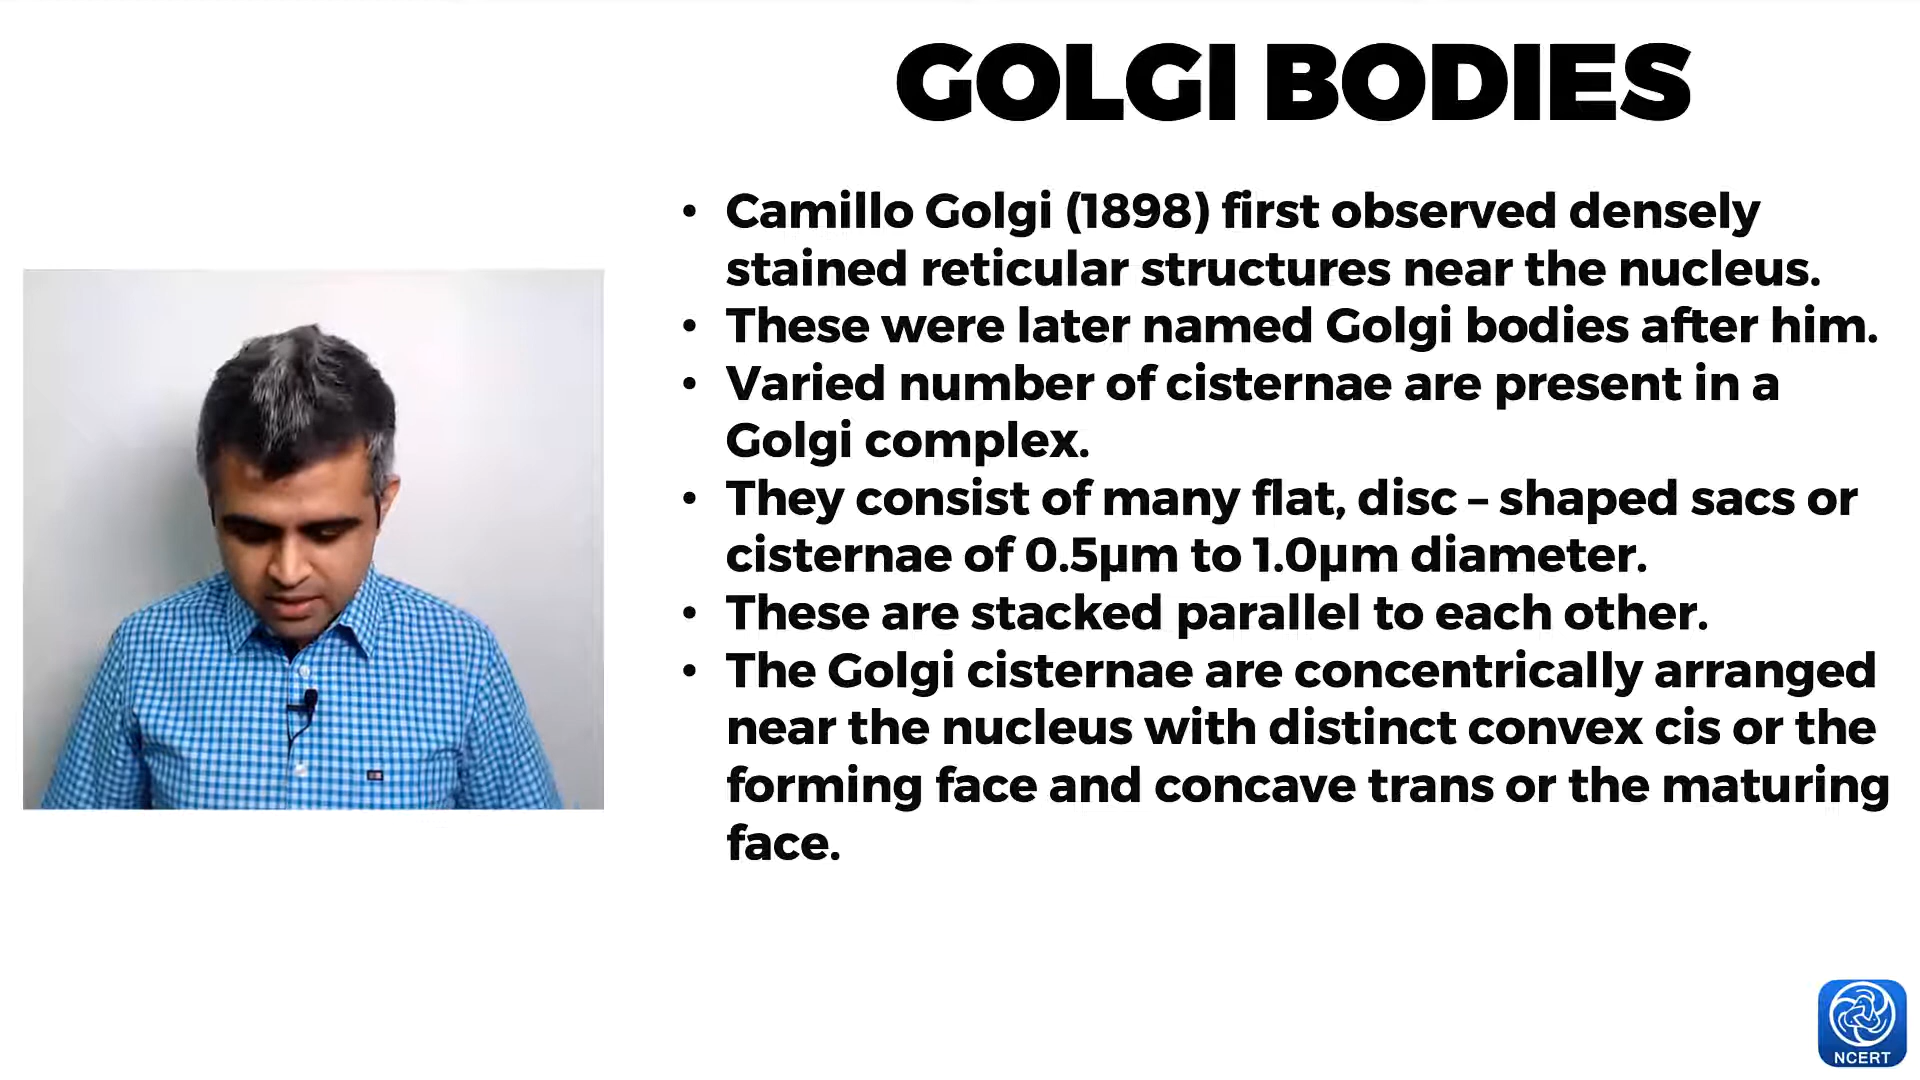 GOLGI BODIES
• Camillo Golgi (1898) first observed densely
stained reticular structures near the nucleus.
• These were later named Golgi bodies after him.
• Varied number of cisternae are present in a
Golgi complex.
• They consist of many flat, disc – shaped sacs or
cisternae of 0.5µm to 1.0µm diameter.
• These are stacked parallel to each other.
• The Golgi cisternae are concentrically arranged
near the nucleus with distinct convex cis or the
forming face and concave trans or the maturing
face.
NCERT